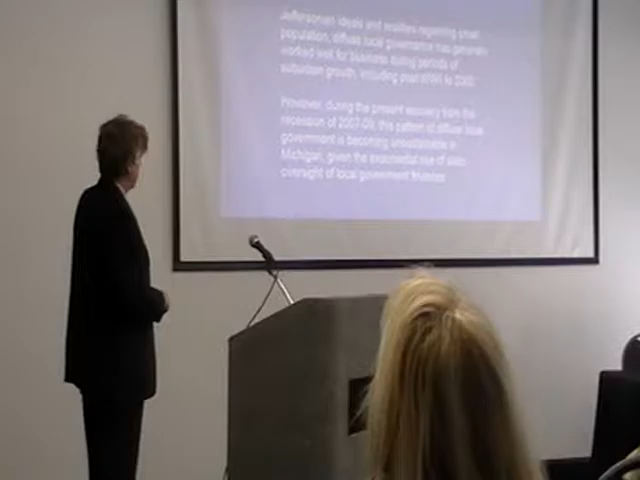 Jeffersonian ideals and realities regarding small
population, diffuse local governance has generally
worked well for business during periods of
suburban growth, including post-WWII to 2000.
However, during the present recovery from the
recession of 2007-09, this pattern of diffuse local
government is becoming unsustainable in
Michigan, given the exponential rise of state
oversight of local government finances